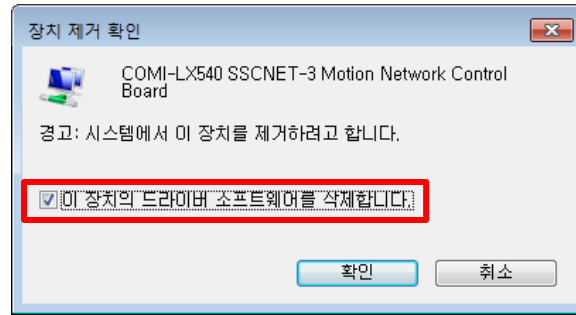 장치 제거 확인
COMI-LX540 SSCNET-3 Motion Network Control
Board
경고: 시스템에서 이 장치를 제거하려고 합니다.
이 장치의 드라이버 소프트웨어를 삭제합니다.
확인
취소